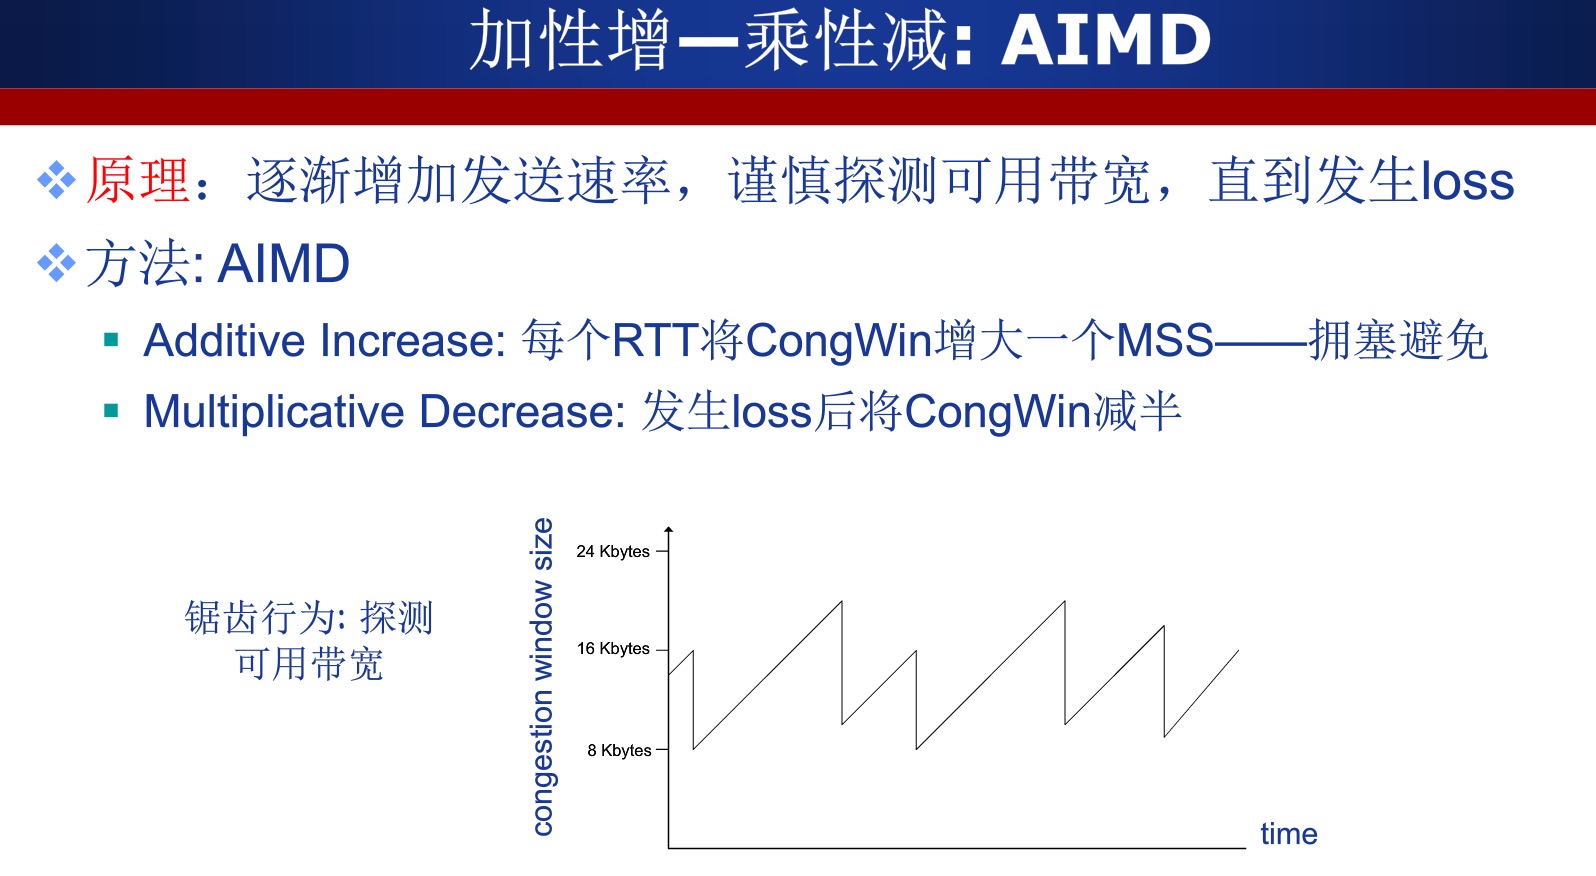 加性增—乘性减: AIMD
原理：逐渐增加发送速率，谨慎探测可用带宽，直到发生loss
方法: AIMD
Additive Increase: 每个RTT将CongWin增大一个MSS——拥塞避免
Multiplicative Decrease: 发生loss后将CongWin减半
锯齿行为: 探测
可用带宽
congestion window size
24 Kbytes
16 Kbytes
8 Kbytes
time